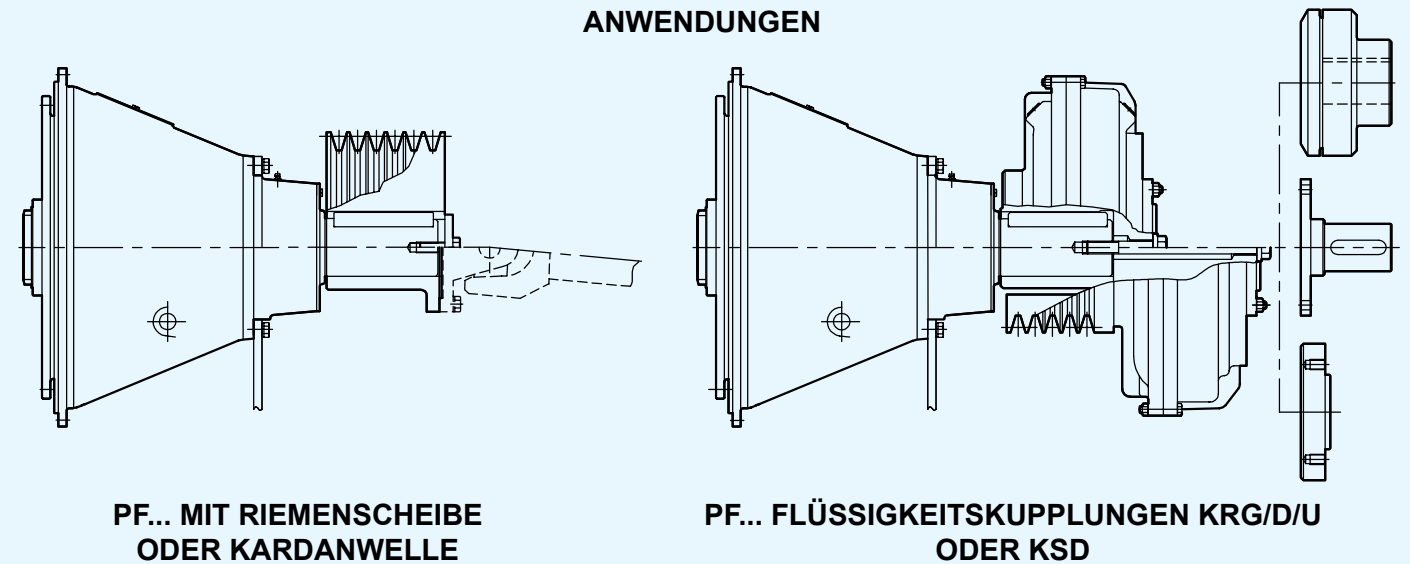 ANWENDUNGEN
PF... MIT RIEMENSCHEIBE
ODER KARDANWELLE
PF... FLÜSSIGKEITSKUPPLUNGEN KRG/D/U
ODER KSD